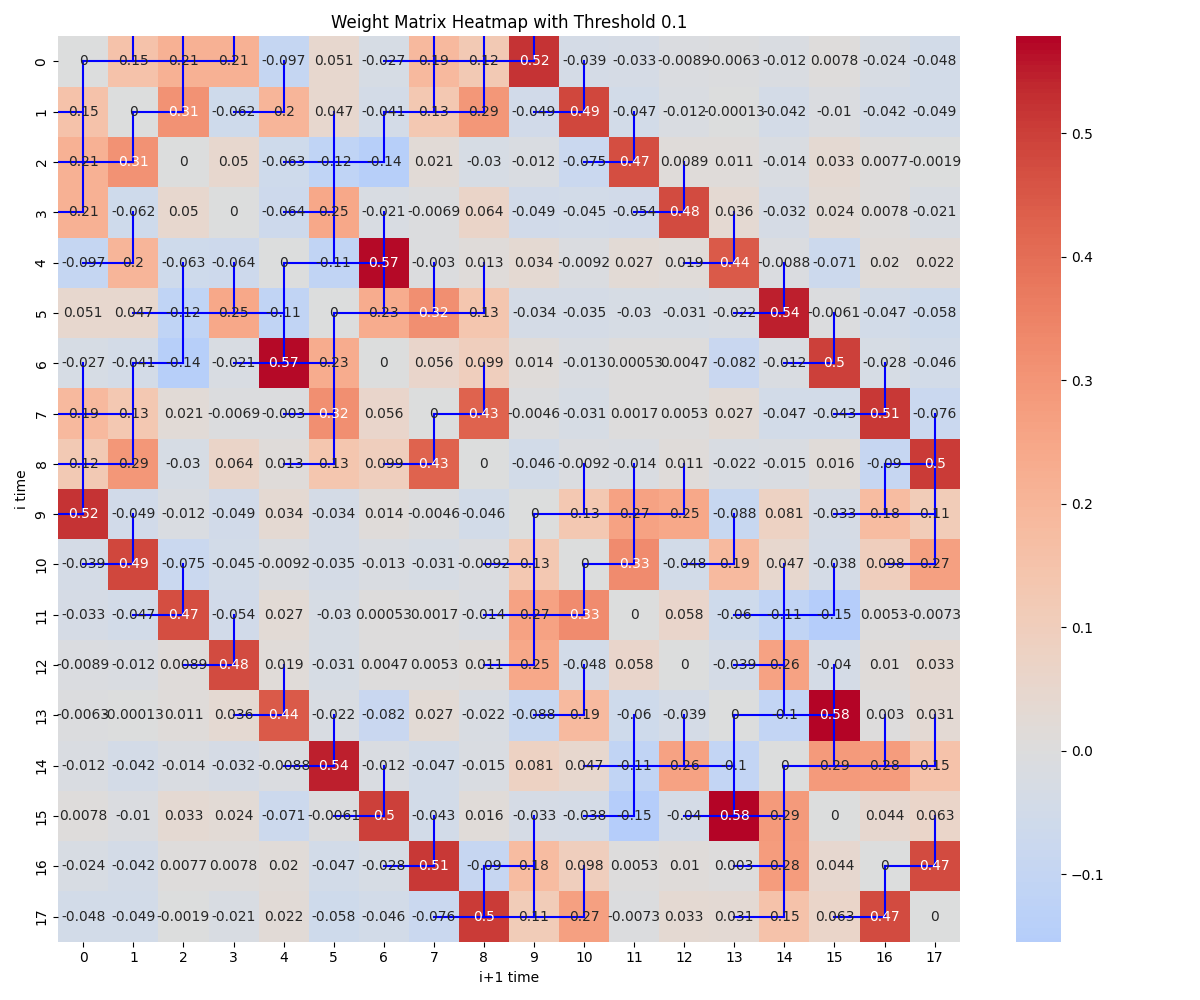 Weight Matrix Heatmap with Threshold 0.1
0 0 0.15 0.21 0.21 -0.097 0.051 -0.027 0.19 0.12 0.52 -0.039 -0.033 -0.0089 -0.0063 -0.012 0.0078 -0.024 -0.048
1 0.15 0 0.31 -0.062 0.2 0.047 -0.041 0.13 0.29 -0.049 0.49 -0.047 -0.012 -0.00013 -0.042 -0.01 -0.042 -0.049
2 0.21 0.31 0 0.05 -0.063 -0.12 -0.14 0.021 -0.03 -0.012 -0.075 0.47 0.0089 0.011 -0.014 0.033 0.0077 -0.0019
3 0.21 -0.062 0.05 0 -0.064 0.25 -0.021 -0.0069 0.064 -0.049 -0.045 -0.054 0.48 0.036 -0.032 0.024 0.0078 -0.021
4 -0.097 0.2 -0.063 -0.064 0 -0.11 0.57 -0.003 0.013 0.034 -0.0092 0.027 0.019 0.44 -0.0088 -0.071 0.02 0.022
5 0.051 0.047 -0.12 0.25 -0.11 0 0.23 0.32 0.13 -0.034 -0.035 -0.03 -0.031 -0.022 0.54 -0.0061 -0.047 -0.058
6 -0.027 -0.041 -0.14 -0.021 0.57 0.23 0 0.056 0.099 0.014 -0.013 0.00053 0.0047 -0.082 -0.012 0.5 -0.028 -0.046
7 0.19 0.13 0.021 -0.0069 -0.003 0.32 0.056 0 0.43 -0.0046 -0.031 0.0017 0.0053 0.027 -0.047 -0.043 0.51 -0.076
8 0.12 0.29 -0.03 0.064 0.013 0.13 0.099 0.43 0 -0.046 -0.0092 -0.014 0.011 -0.022 -0.015 0.016 -0.09 0.5
9 0.52 -0.049 -0.012 -0.049 0.034 -0.034 0.014 -0.0046 -0.046 0 0.13 0.27 0.25 -0.088 0.081 -0.033 0.18 0.11
10 -0.039 0.49 -0.075 -0.045 -0.0092 -0.035 -0.013 -0.031 -0.0092 0.13 0 0.33 -0.048 0.19 0.047 -0.038 0.098 0.27
11 -0.033 -0.047 0.47 -0.054 0.027 -0.03 0.00053 0.0017 -0.014 0.27 0.33 0 0.058 -0.06 -0.11 -0.15 0.0053 -0.0073
12 -0.0089 -0.012 0.0089 0.48 0.019 -0.031 0.0047 0.0053 0.011 0.25 -0.048 0.058 0 -0.039 0.26 -0.04 0.01 0.033
13 -0.0063 -0.00013 0.011 0.036 0.44 -0.022 -0.082 0.027 -0.022 -0.088 0.19 -0.06 -0.039 0 -0.1 0.58 0.003 0.031
14 -0.012 -0.042 -0.014 -0.032 -0.0088 0.54 -0.012 -0.047 -0.015 0.081 0.047 -0.11 0.26 -0.1 0 0.29 0.28 0.15
15 0.0078 -0.01 0.033 0.024 -0.071 -0.0061 0.5 -0.043 0.016 -0.033 -0.038 -0.15 -0.04 0.58 0.29 0 0.044 0.063
16 -0.024 -0.042 0.0077 0.0078 0.02 -0.047 -0.028 0.51 -0.09 0.18 0.098 0.0053 0.01 0.003 0.28 0.044 0 0.47
17 -0.048 -0.049 -0.0019 -0.021 0.022 -0.058 -0.046 -0.076 0.5 0.11 0.27 -0.0073 0.033 0.031 0.15 0.063 0.47 0
0 1 2 3 4 5 6 7 8 9 10 11 12 13 14 15 16 17
i+1 time
i time
0.5
0.4
0.3
0.2
0.1
0.0
−0.1